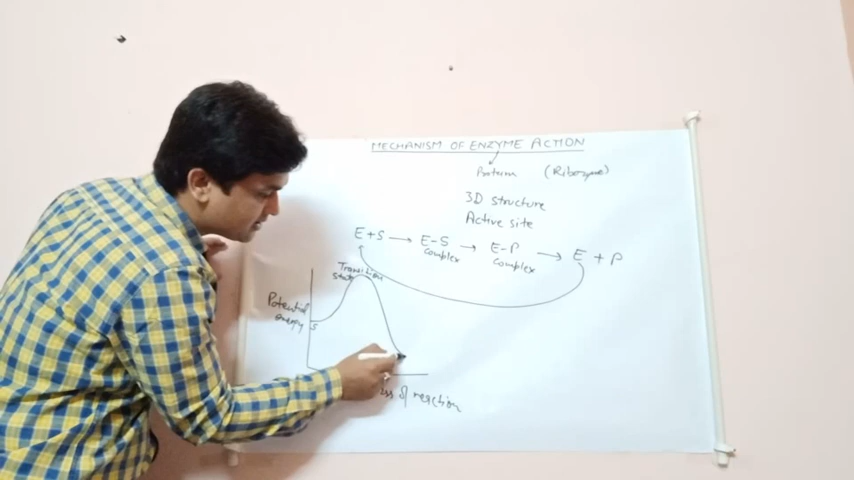 MECHANISM OF ENZYME ACTION
Protein (Ribozyme)
3D structure
Active site
E + S → E-S complex → E-P complex → E + P
Transition state
Potential energy
S
of reaction